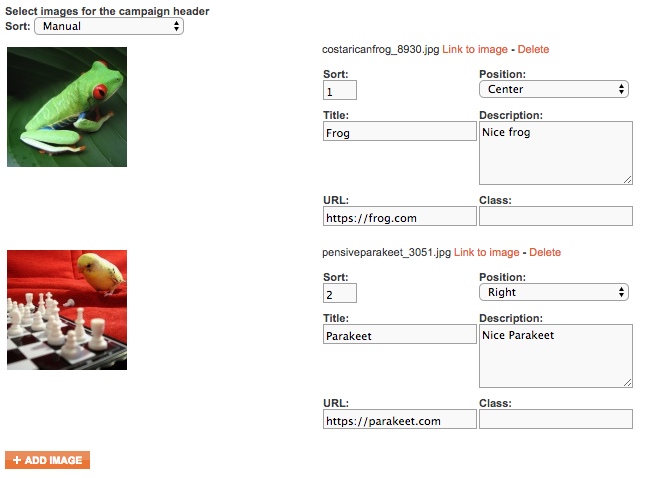 Select images for the campaign header
Sort: Manual
costaricanfrog_8930.jpg Link to image - Delete
Sort: Position:
1 Center
Title: Description:
Frog Nice frog
URL: Class:
https://frog.com
pensiveparakeet_3051.jpg Link to image - Delete
Sort: Position:
2 Right
Title: Description:
Parakeet Nice Parakeet
URL: Class:
https://parakeet.com
+ ADD IMAGE